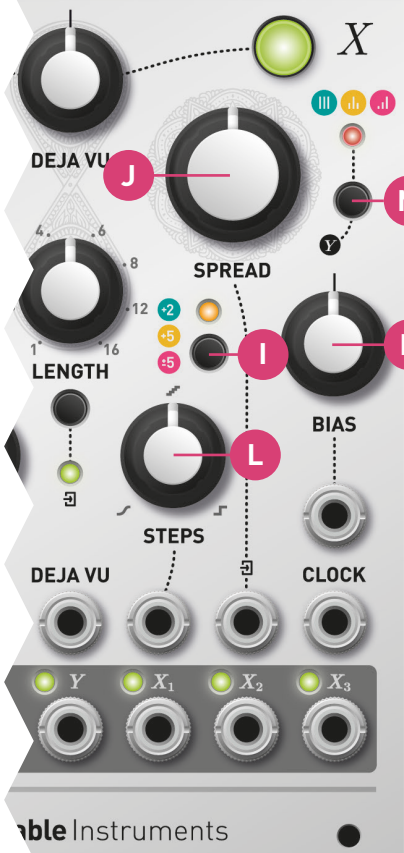 X
DEJA VU
J
Y
SPREAD
4
6
8
12
1
16
+2
+5
±5
I
LENGTH
BIAS
L
STEPS
DEJA VU
CLOCK
Y X₁ X₂ X₃
able Instruments